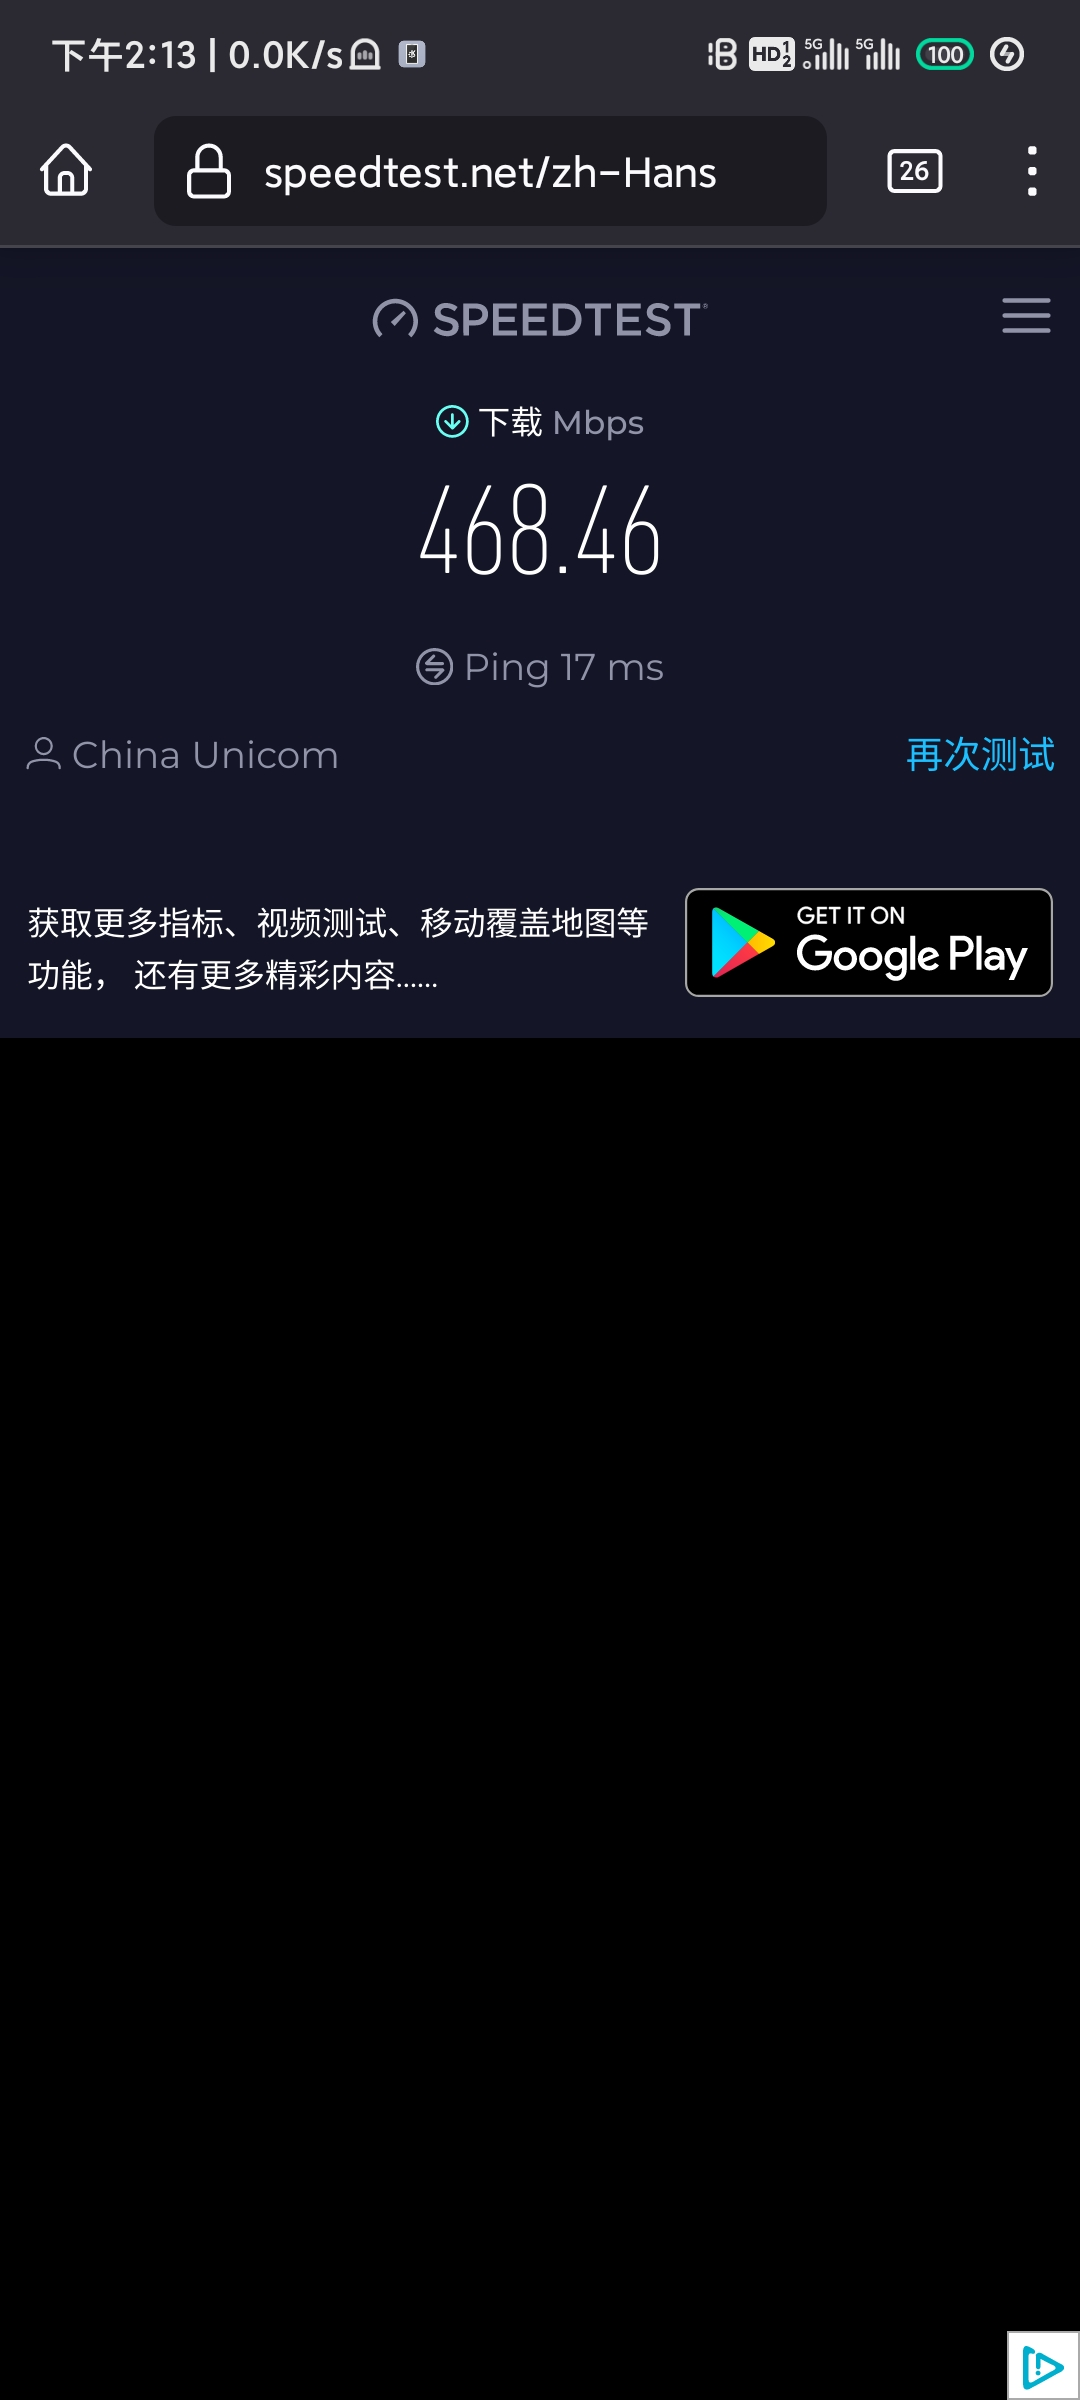 下午2:13 | 0.0K/s
HD 1 2 5G 5G 100
speedtest.net/zh-Hans 26
SPEEDTEST®
下载 Mbps
468.46
Ping 17 ms
China Unicom 再次测试
获取更多指标、视频测试、移动覆盖地图等
功能， 还有更多精彩内容......
GET IT ON
Google Play